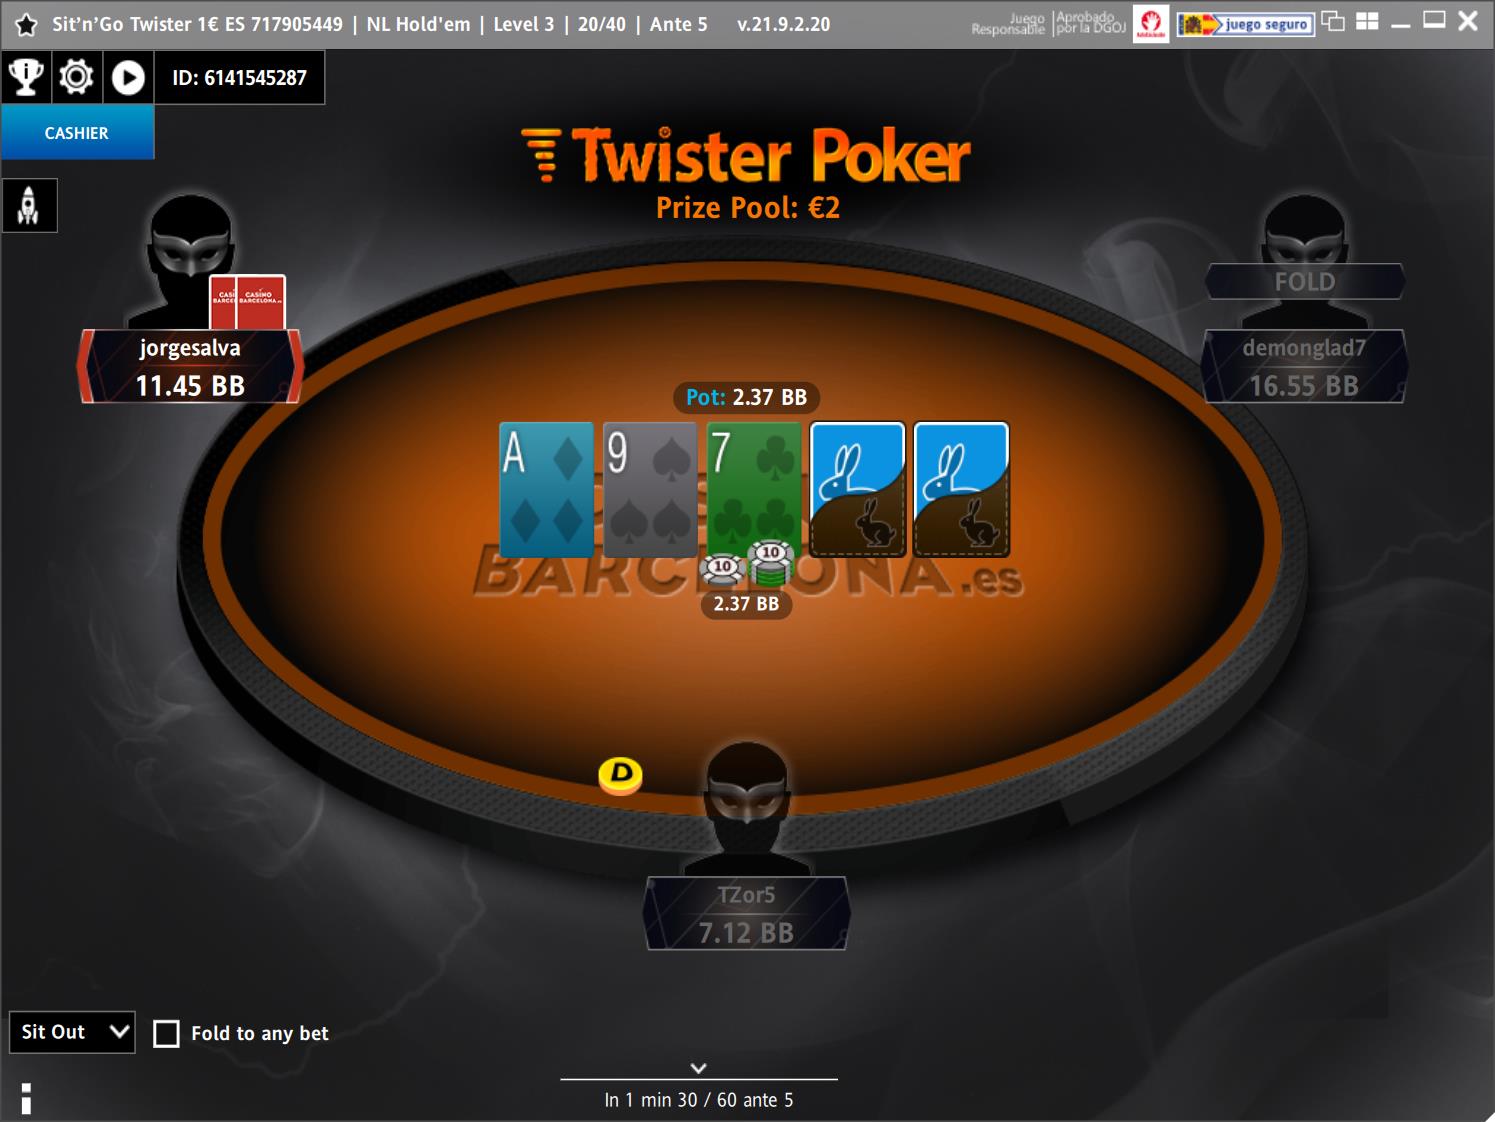 Sit'n'Go Twister 1€ ES 717905449 | NL Hold'em | Level 3 | 20/40 | Ante 5 v.21.9.2.20
Juego Responsable
Aprobado por la DGOJ
juego seguro
ID: 6141545287
CASHIER
Twister Poker
Prize Pool: €2
CASINO BARCELONA.es
jorgesalva
11.45 BB
FOLD
demonglad7
16.55 BB
Pot: 2.37 BB
A 9 7
10 10
BARCELONA.es
2.37 BB
D
TZor5
7.12 BB
Sit Out
Fold to any bet
In 1 min 30 / 60 ante 5